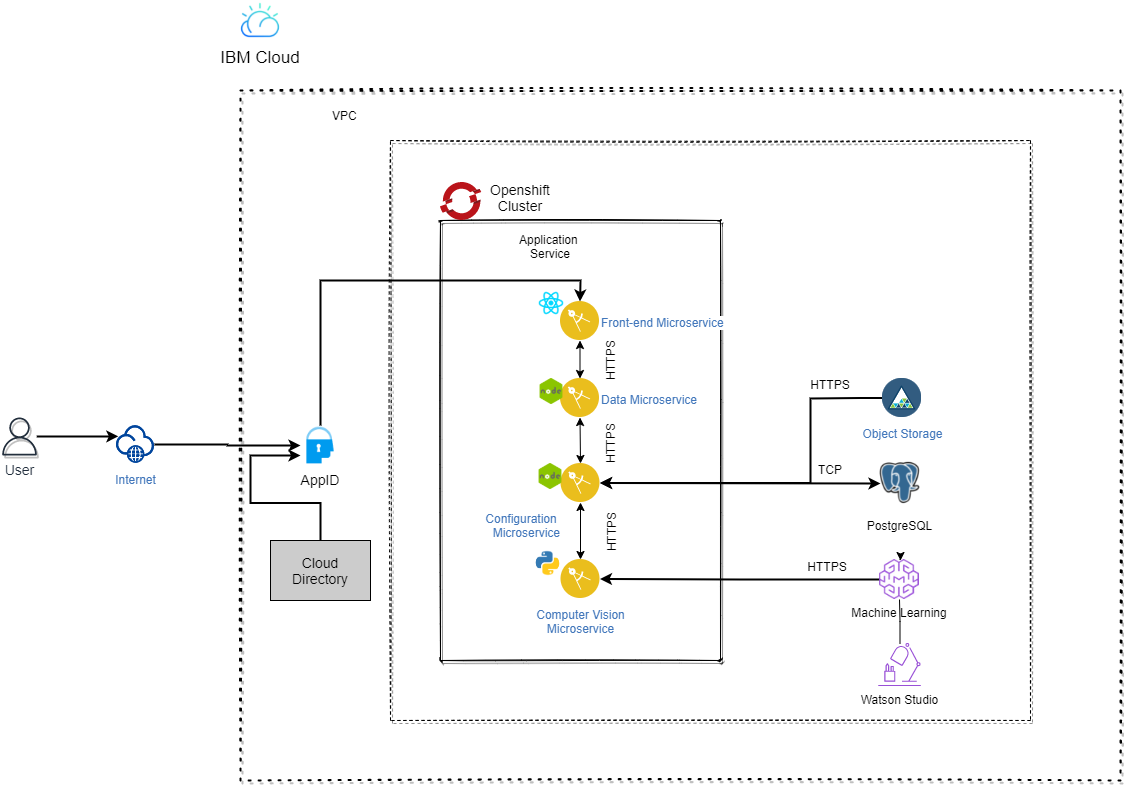 IBM Cloud
VPC
Openshift
Cluster
Application
Service
Front-end Microservice
HTTPS
node
Data Microservice
HTTPS
HTTPS
Object Storage
node
TCP
PostgreSQL
User
Internet
AppID
Configuration
Microservice
HTTPS
Cloud
Directory
HTTPS
Computer Vision
Microservice
Machine Learning
Watson Studio